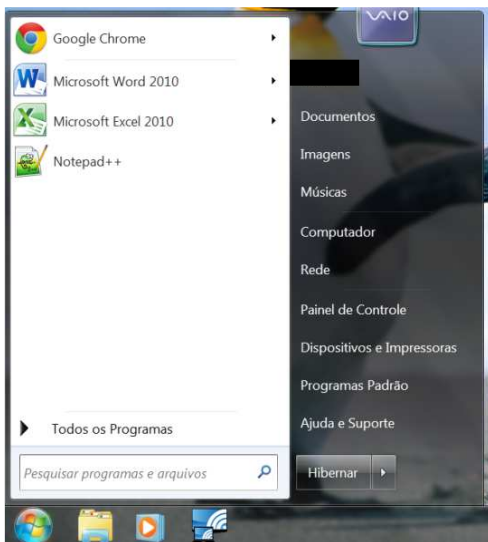 VAIO
Google Chrome
Microsoft Word 2010
Microsoft Excel 2010
Notepad++
Todos os Programas
Pesquisar programas e arquivos
Documentos
Imagens
Músicas
Computador
Rede
Painel de Controle
Dispositivos e Impressoras
Programas Padrão
Ajuda e Suporte
Hibernar